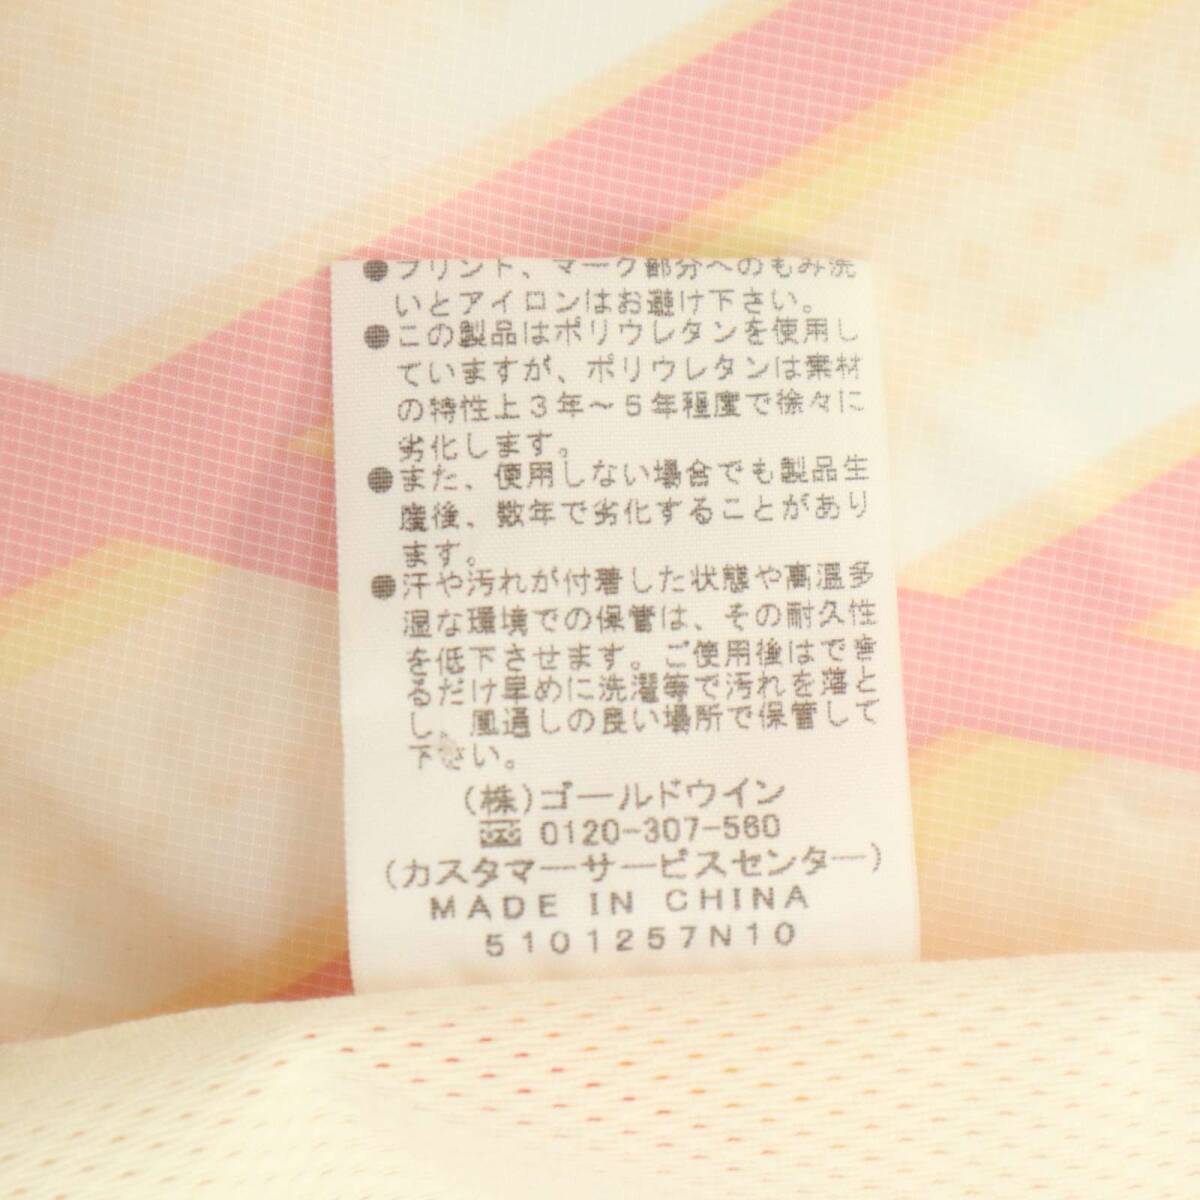 ●プリント、マーク部分へのもみ洗
いとアイロンはお避け下さい。
●この製品はポリウレタンを使用し
ていますが、ポリウレタンは素材
の特性上3年～5年程度で徐々に
劣化します。
●また、使用しない場合でも製品生
産後、数年で劣化することがあり
ます。
●汗や汚れが付着した状態や高温多
湿な環境での保管は、その耐久性
を低下させます。ご使用後はでき
るだけ早めに洗濯等で汚れを落と
し、風通しの良い場所で保管して
下さい。
(株)ゴールドウイン
0120-307-560
(カスタマーサービスセンター)
MADE IN CHINA
5101257N10